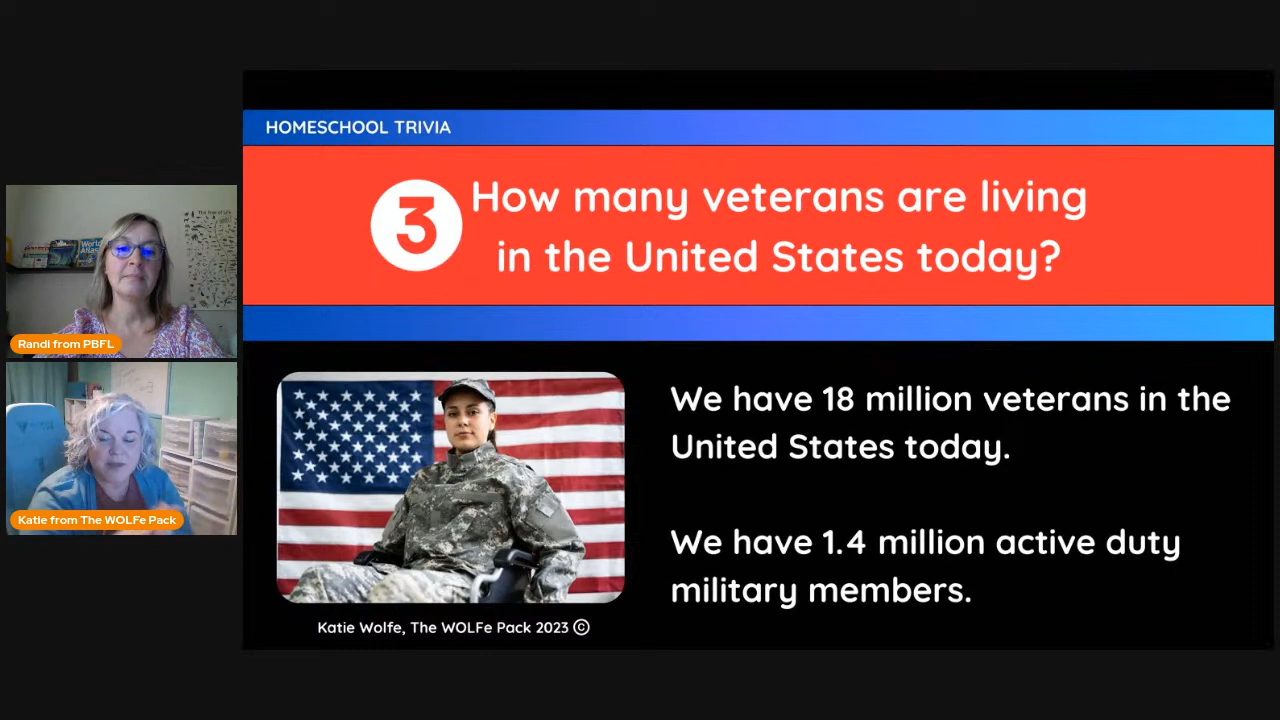 HOMESCHOOL TRIVIA
3
How many veterans are living
in the United States today?
World
Atlas
Randi from PBFL
Katie from The WOLFe Pack
We have 18 million veterans in the
United States today.
We have 1.4 million active duty
military members.
Katie Wolfe, The WOLFe Pack 2023 ©